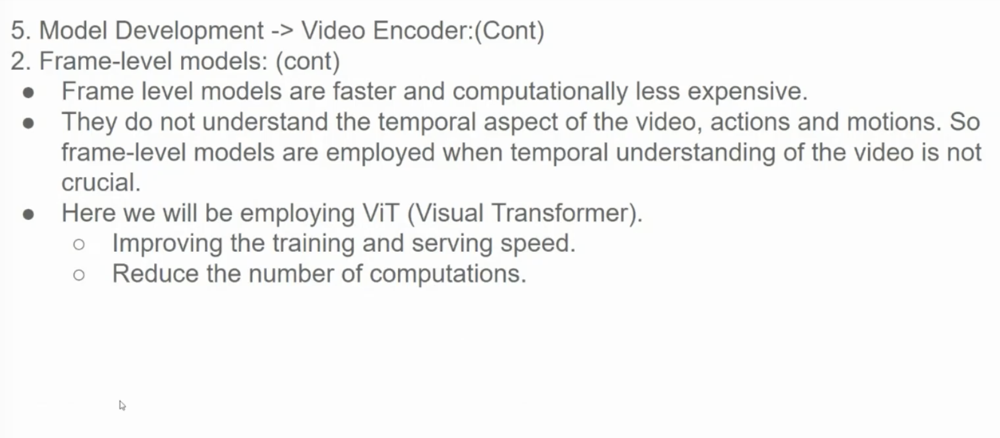 5. Model Development -> Video Encoder:(Cont)
2. Frame-level models: (cont)
● Frame level models are faster and computationally less expensive.
● They do not understand the temporal aspect of the video, actions and motions. So
frame-level models are employed when temporal understanding of the video is not
crucial.
● Here we will be employing ViT (Visual Transformer).
○ Improving the training and serving speed.
○ Reduce the number of computations.